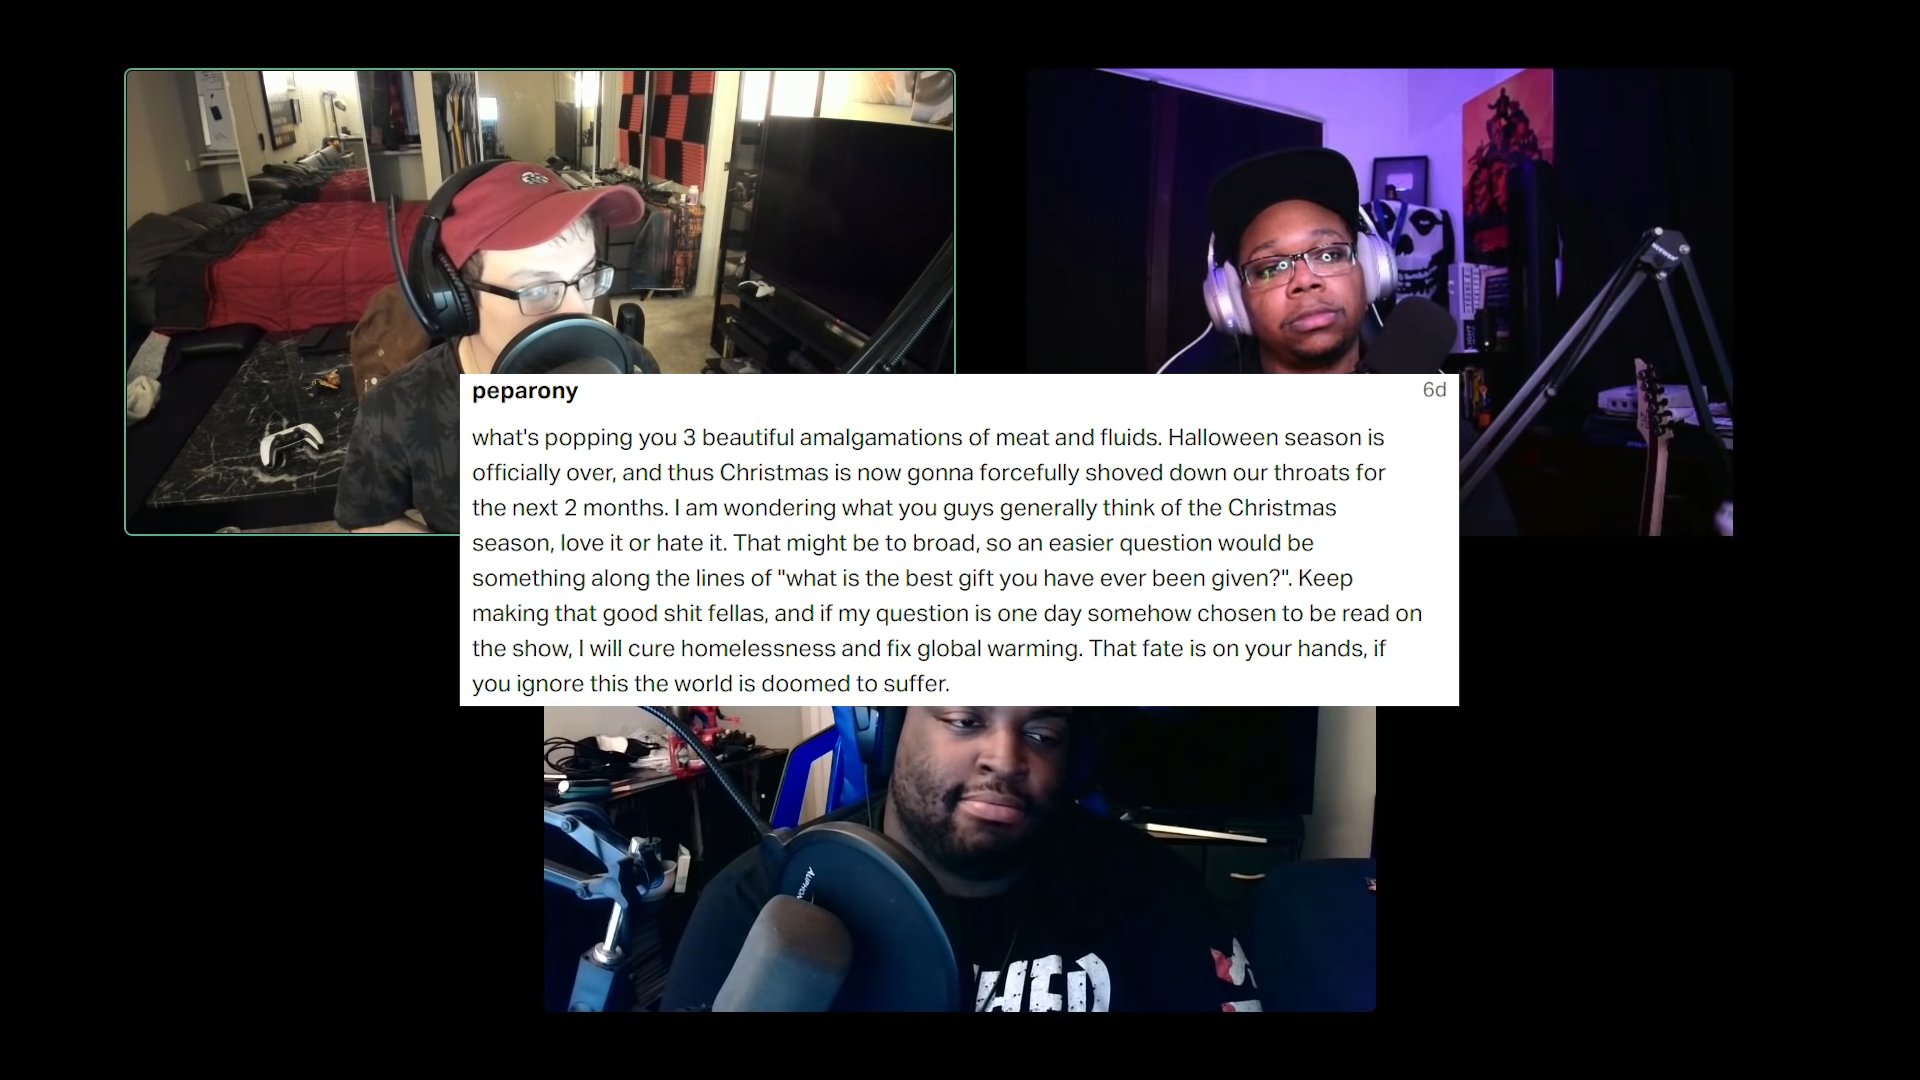 peparony 6d
what's popping you 3 beautiful amalgamations of meat and fluids. Halloween season is
officially over, and thus Christmas is now gonna forcefully shoved down our throats for
the next 2 months. I am wondering what you guys generally think of the Christmas
season, love it or hate it. That might be to broad, so an easier question would be
something along the lines of "what is the best gift you have ever been given?". Keep
making that good shit fellas, and if my question is one day somehow chosen to be read on
the show, I will cure homelessness and fix global warming. That fate is on your hands, if
you ignore this the world is doomed to suffer.
HED